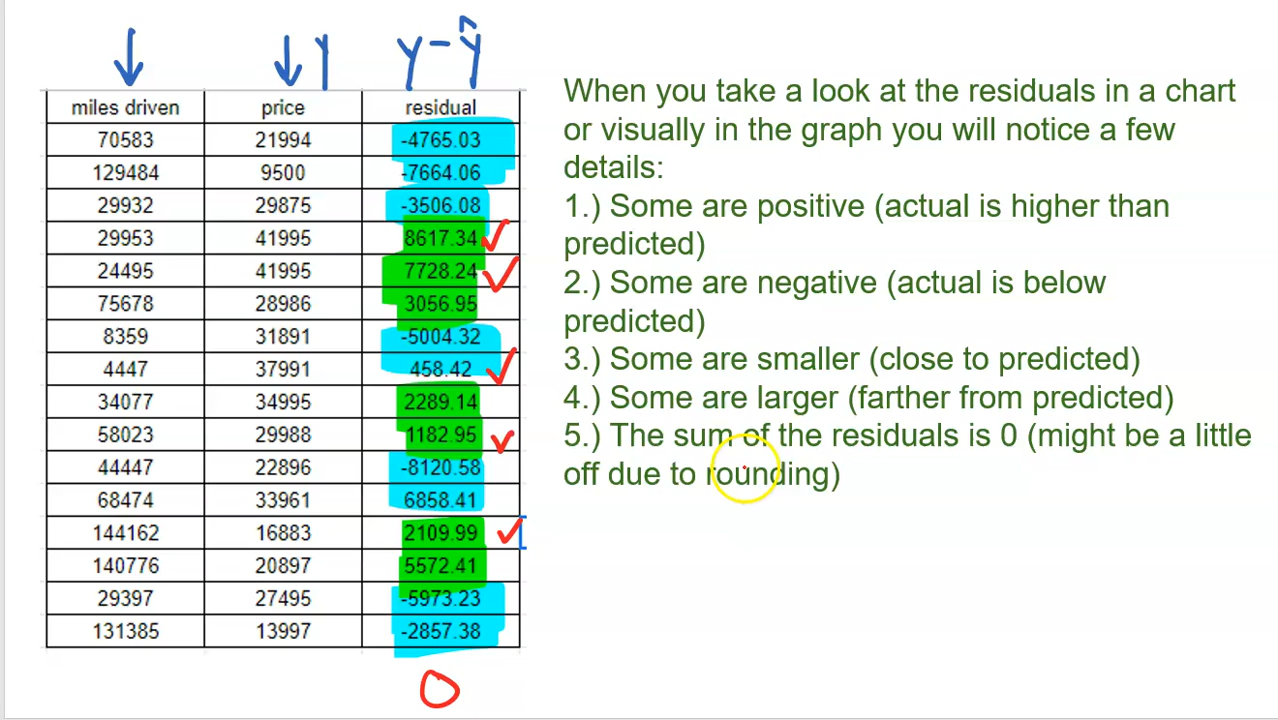 y y - ŷ
miles driven price residual
70583 21994 -4765.03
129484 9500 -7664.06
29932 29875 -3506.08
29953 41995 8617.34
24495 41995 7728.24
75678 28986 3056.95
8359 31891 -5004.32
4447 37991 458.42
34077 34995 2289.14
58023 29988 1182.95
44447 22896 -8120.58
68474 33961 6858.41
144162 16883 2109.99
140776 20897 5572.41
29397 27495 -5973.23
131385 13997 -2857.38
0
When you take a look at the residuals in a chart
or visually in the graph you will notice a few
details:
1.) Some are positive (actual is higher than
predicted)
2.) Some are negative (actual is below
predicted)
3.) Some are smaller (close to predicted)
4.) Some are larger (farther from predicted)
5.) The sum of the residuals is 0 (might be a little
off due to rounding)